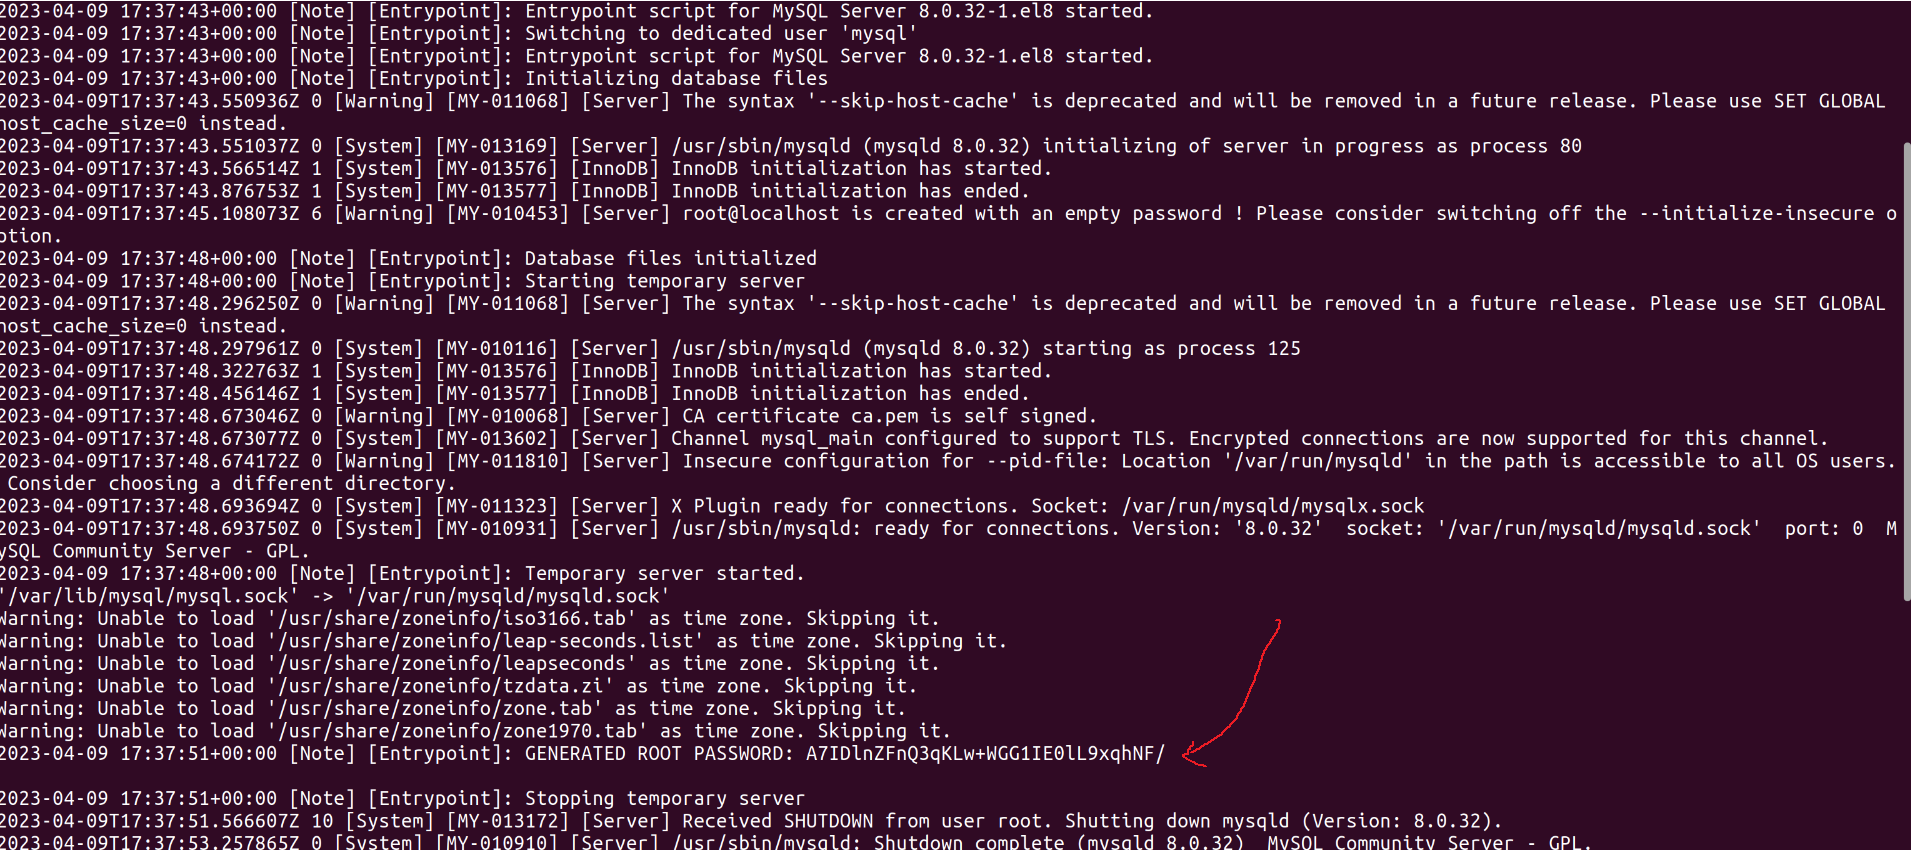 2023-04-09 17:37:43+00:00 [Note] [Entrypoint]: Entrypoint script for MySQL Server 8.0.32-1.el8 started.
2023-04-09 17:37:43+00:00 [Note] [Entrypoint]: Switching to dedicated user 'mysql'
2023-04-09 17:37:43+00:00 [Note] [Entrypoint]: Entrypoint script for MySQL Server 8.0.32-1.el8 started.
2023-04-09 17:37:43+00:00 [Note] [Entrypoint]: Initializing database files
2023-04-09T17:37:43.550936Z 0 [Warning] [MY-011068] [Server] The syntax '--skip-host-cache' is deprecated and will be removed in a future release. Please use SET GLOBAL
host_cache_size=0 instead.
2023-04-09T17:37:43.551037Z 0 [System] [MY-013169] [Server] /usr/sbin/mysqld (mysqld 8.0.32) initializing of server in progress as process 80
2023-04-09T17:37:43.566514Z 1 [System] [MY-013576] [InnoDB] InnoDB initialization has started.
2023-04-09T17:37:43.876753Z 1 [System] [MY-013577] [InnoDB] InnoDB initialization has ended.
2023-04-09T17:37:45.108073Z 6 [Warning] [MY-010453] [Server] root@localhost is created with an empty password ! Please consider switching off the --initialize-insecure o
ption.
2023-04-09 17:37:48+00:00 [Note] [Entrypoint]: Database files initialized
2023-04-09 17:37:48+00:00 [Note] [Entrypoint]: Starting temporary server
2023-04-09T17:37:48.296250Z 0 [Warning] [MY-011068] [Server] The syntax '--skip-host-cache' is deprecated and will be removed in a future release. Please use SET GLOBAL
host_cache_size=0 instead.
2023-04-09T17:37:48.297961Z 0 [System] [MY-010116] [Server] /usr/sbin/mysqld (mysqld 8.0.32) starting as process 125
2023-04-09T17:37:48.322763Z 1 [System] [MY-013576] [InnoDB] InnoDB initialization has started.
2023-04-09T17:37:48.456146Z 1 [System] [MY-013577] [InnoDB] InnoDB initialization has ended.
2023-04-09T17:37:48.673046Z 0 [Warning] [MY-010068] [Server] CA certificate ca.pem is self signed.
2023-04-09T17:37:48.673077Z 0 [System] [MY-013602] [Server] Channel mysql_main configured to support TLS. Encrypted connections are now supported for this channel.
2023-04-09T17:37:48.674172Z 0 [Warning] [MY-011810] [Server] Insecure configuration for --pid-file: Location '/var/run/mysqld' in the path is accessible to all OS users.
Consider choosing a different directory.
2023-04-09T17:37:48.693694Z 0 [System] [MY-011323] [Server] X Plugin ready for connections. Socket: /var/run/mysqld/mysqlx.sock
2023-04-09T17:37:48.693750Z 0 [System] [MY-010931] [Server] /usr/sbin/mysqld: ready for connections. Version: '8.0.32'  socket: '/var/run/mysqld/mysqld.sock'  port: 0  M
ySQL Community Server - GPL.
2023-04-09 17:37:48+00:00 [Note] [Entrypoint]: Temporary server started.
'/var/lib/mysql/mysql.sock' -> '/var/run/mysqld/mysqld.sock'
Warning: Unable to load '/usr/share/zoneinfo/iso3166.tab' as time zone. Skipping it.
Warning: Unable to load '/usr/share/zoneinfo/leap-seconds.list' as time zone. Skipping it.
Warning: Unable to load '/usr/share/zoneinfo/leapseconds' as time zone. Skipping it.
Warning: Unable to load '/usr/share/zoneinfo/tzdata.zi' as time zone. Skipping it.
Warning: Unable to load '/usr/share/zoneinfo/zone.tab' as time zone. Skipping it.
Warning: Unable to load '/usr/share/zoneinfo/zone1970.tab' as time zone. Skipping it.
2023-04-09 17:37:51+00:00 [Note] [Entrypoint]: GENERATED ROOT PASSWORD: A7IDlnZFnQ3qKLw+WGG1IE0lL9xqhNF/
2023-04-09 17:37:51+00:00 [Note] [Entrypoint]: Stopping temporary server
2023-04-09T17:37:51.566607Z 10 [System] [MY-013172] [Server] Received SHUTDOWN from user root. Shutting down mysqld (Version: 8.0.32).
2023-04-09T17:37:53.257865Z 0 [System] [MY-010910] [Server] /usr/sbin/mysqld: Shutdown complete (mysqld 8.0.32)  MySQL Community Server - GPL.